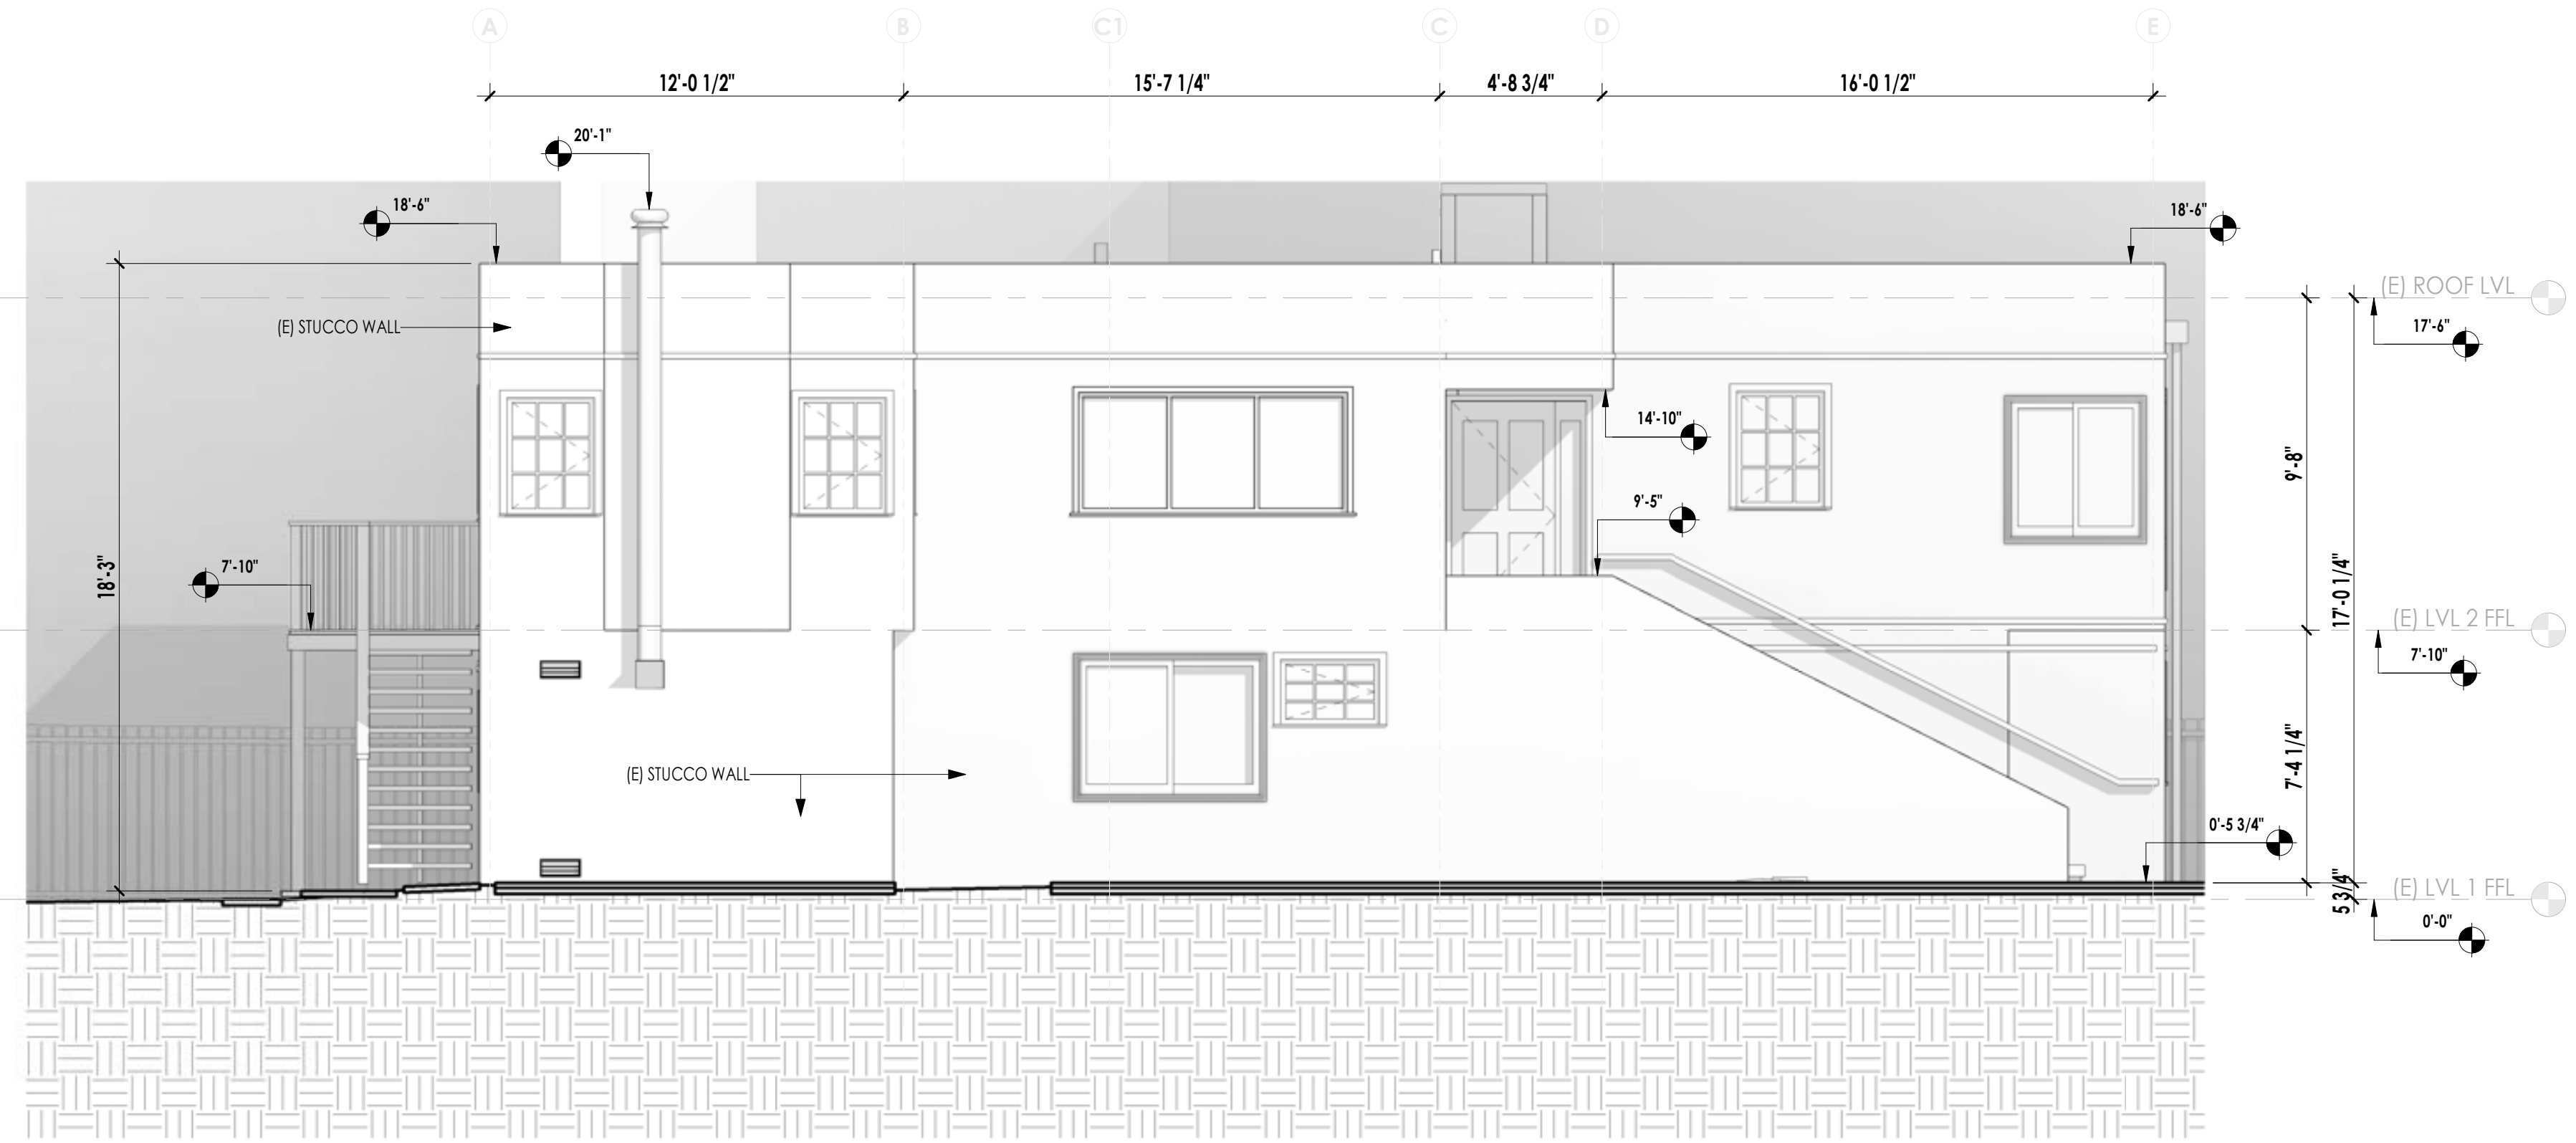 A B C1 C D E
12'-0 1/2" 15'-7 1/4" 4'-8 3/4" 16'-0 1/2"
20'-1"
18'-6" 18'-6"
(E) ROOF LVL
17'-6"
(E) STUCCO WALL
14'-10"
9'-8"
9'-5"
18'-3"
7'-10"
17'-0 1/4"
(E) LVL 2 FFL
7'-10"
(E) STUCCO WALL
7'-4 1/4"
0'-5 3/4"
5 3/4"
(E) LVL 1 FFL
0'-0"